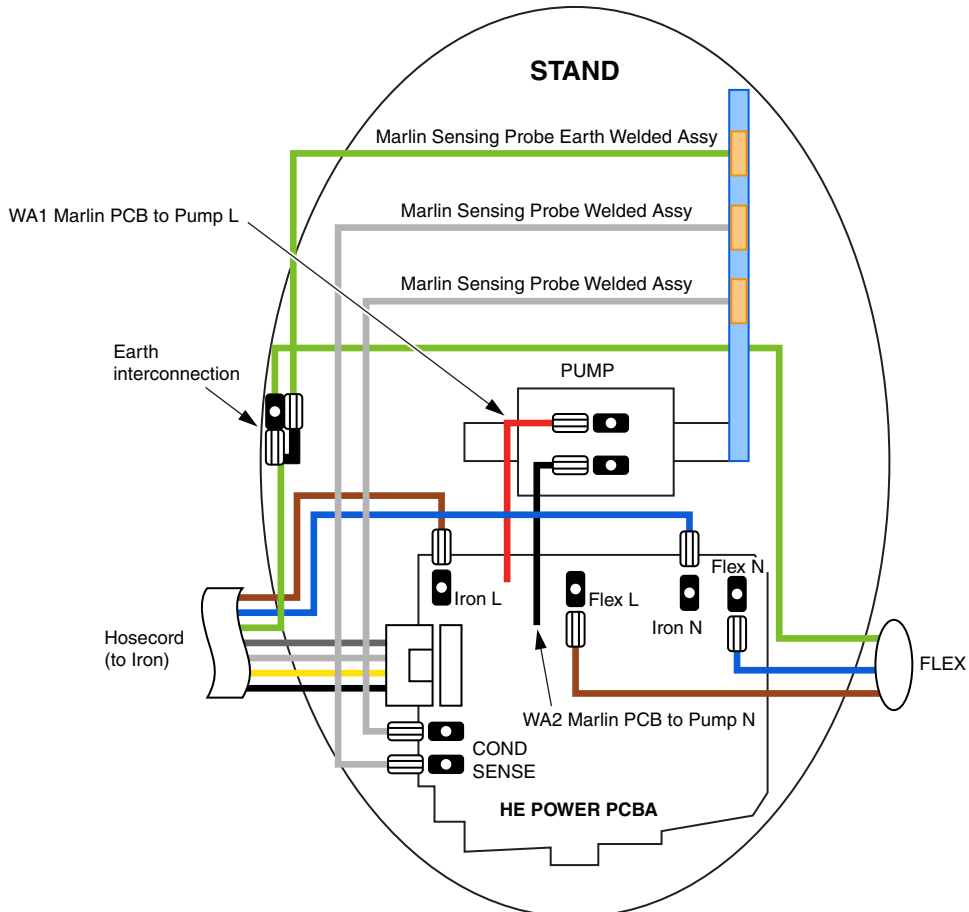 STAND
Marlin Sensing Probe Earth Welded Assy
WA1 Marlin PCB to Pump L
Marlin Sensing Probe Welded Assy
Marlin Sensing Probe Welded Assy
Earth
interconnection
PUMP
Iron L
Flex L
Flex N
Iron N
Hosecord
(to Iron)
FLEX
WA2 Marlin PCB to Pump N
COND
SENSE
HE POWER PCBA